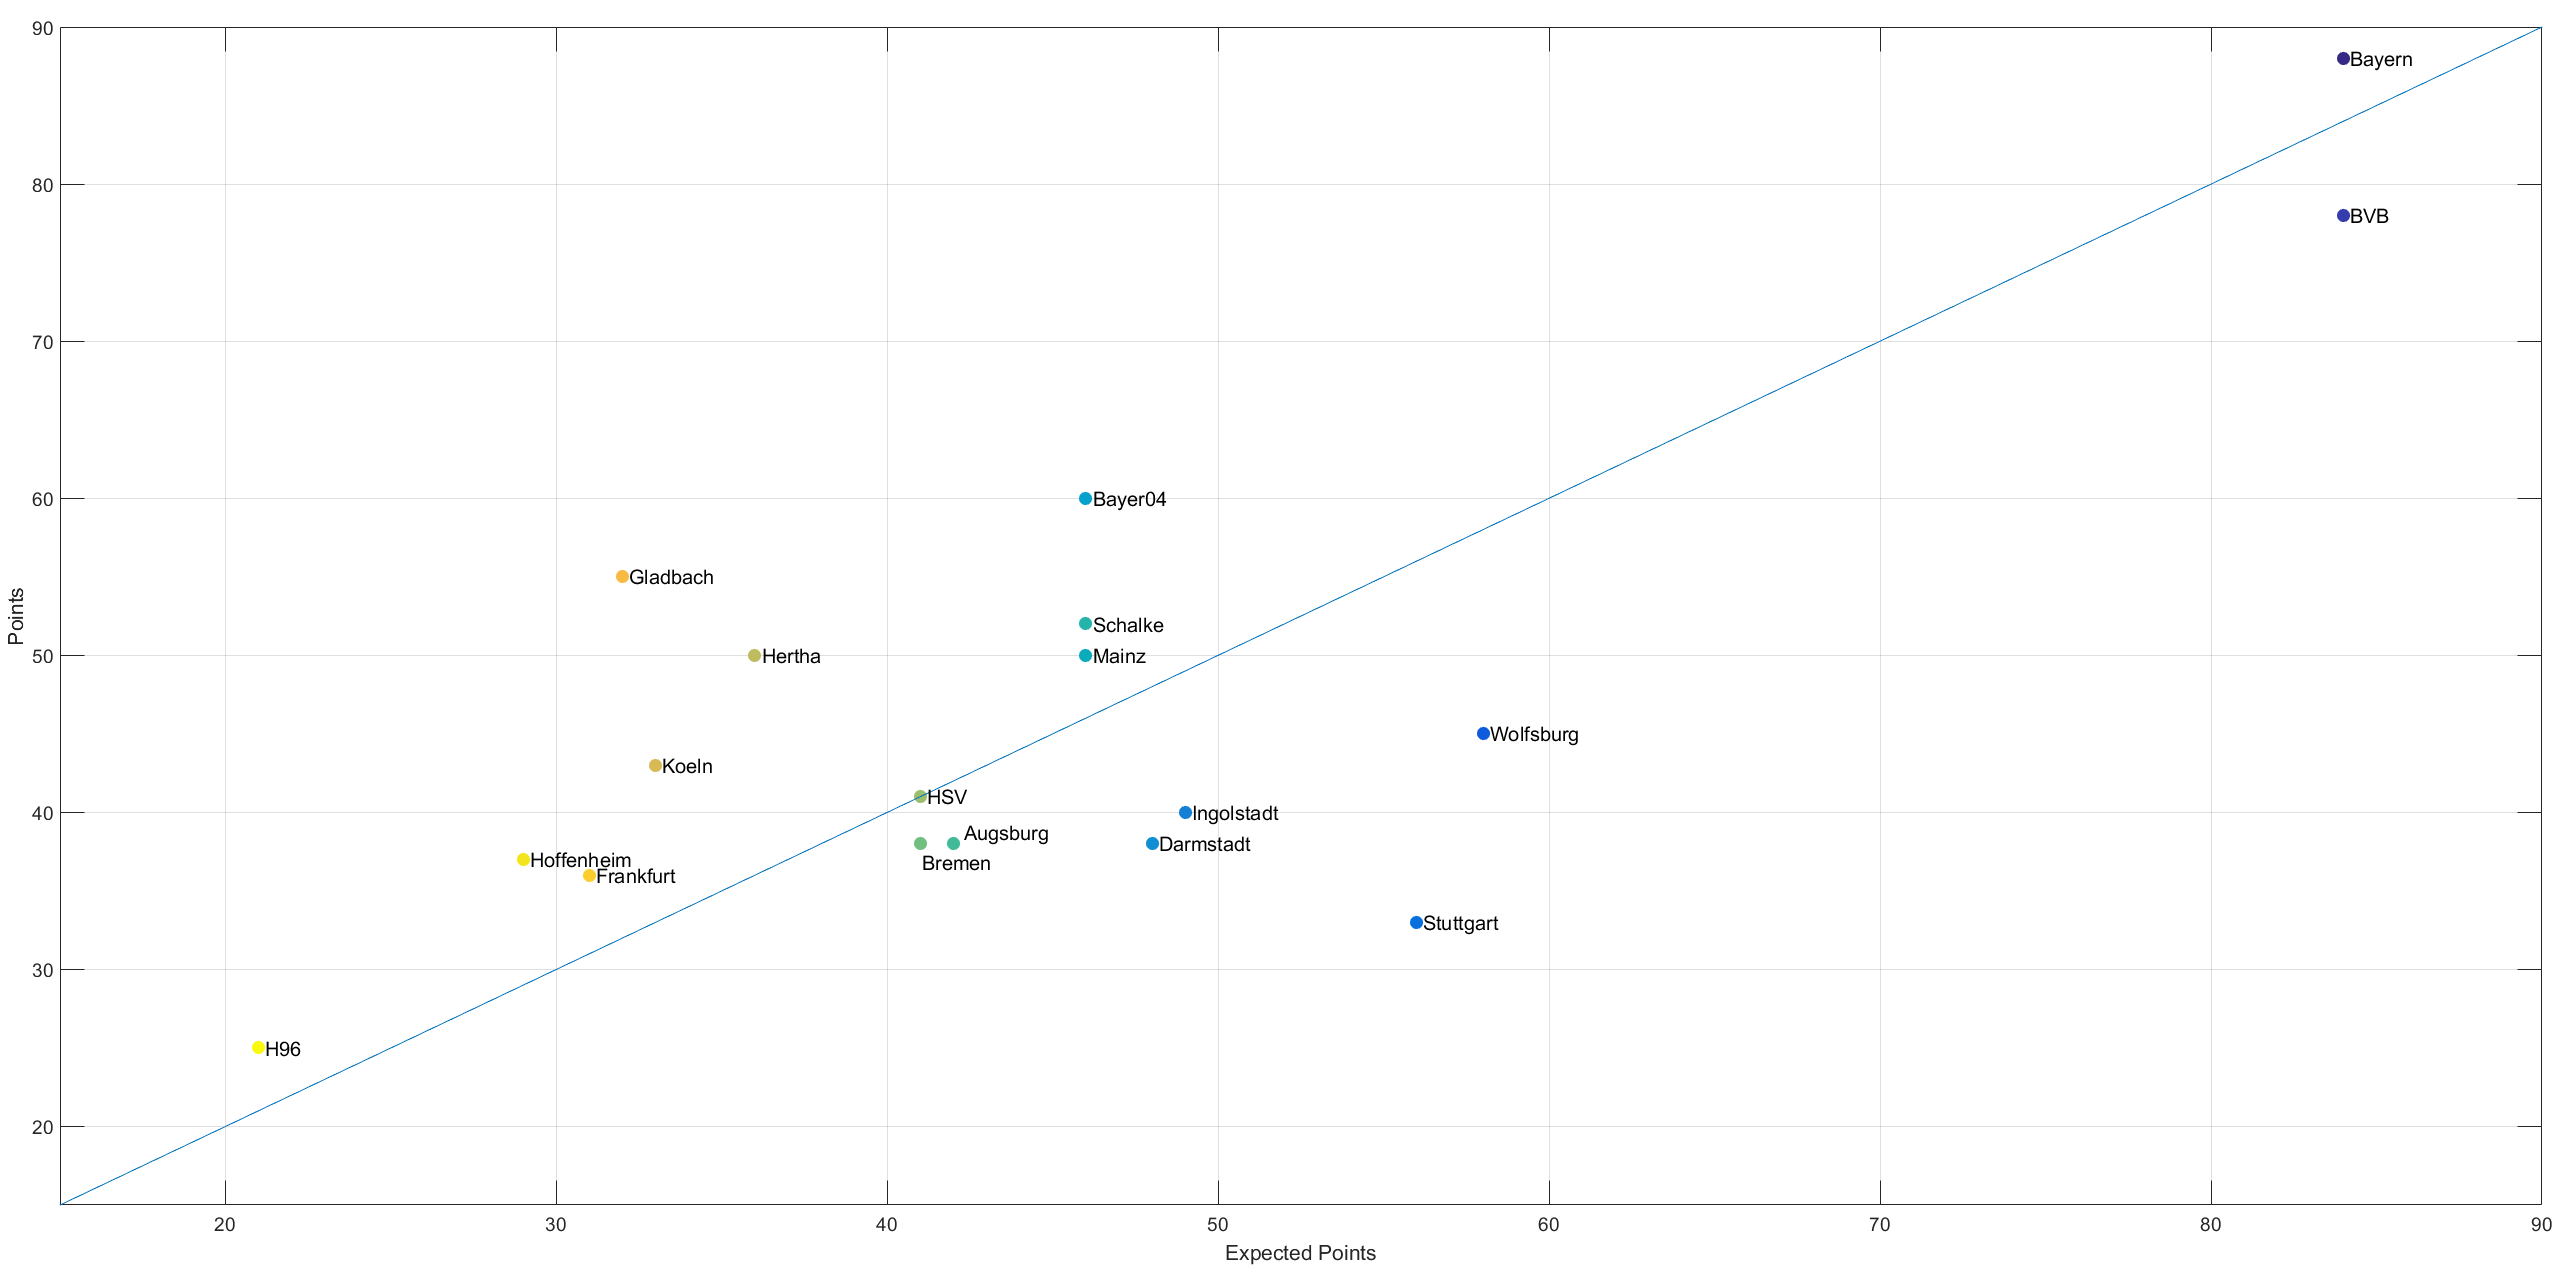 90
Bayern
BVB
80
70
60
Bayer04
Gladbach
Schalke
Points
50
Hertha
Mainz
Wolfsburg
Koeln
HSV
40
Ingolstadt
Augsburg
Darmstadt
Hoffenheim
Bremen
Frankfurt
Stuttgart
30
H96
20
20 30 40 50 60 70 80 90
Expected Points